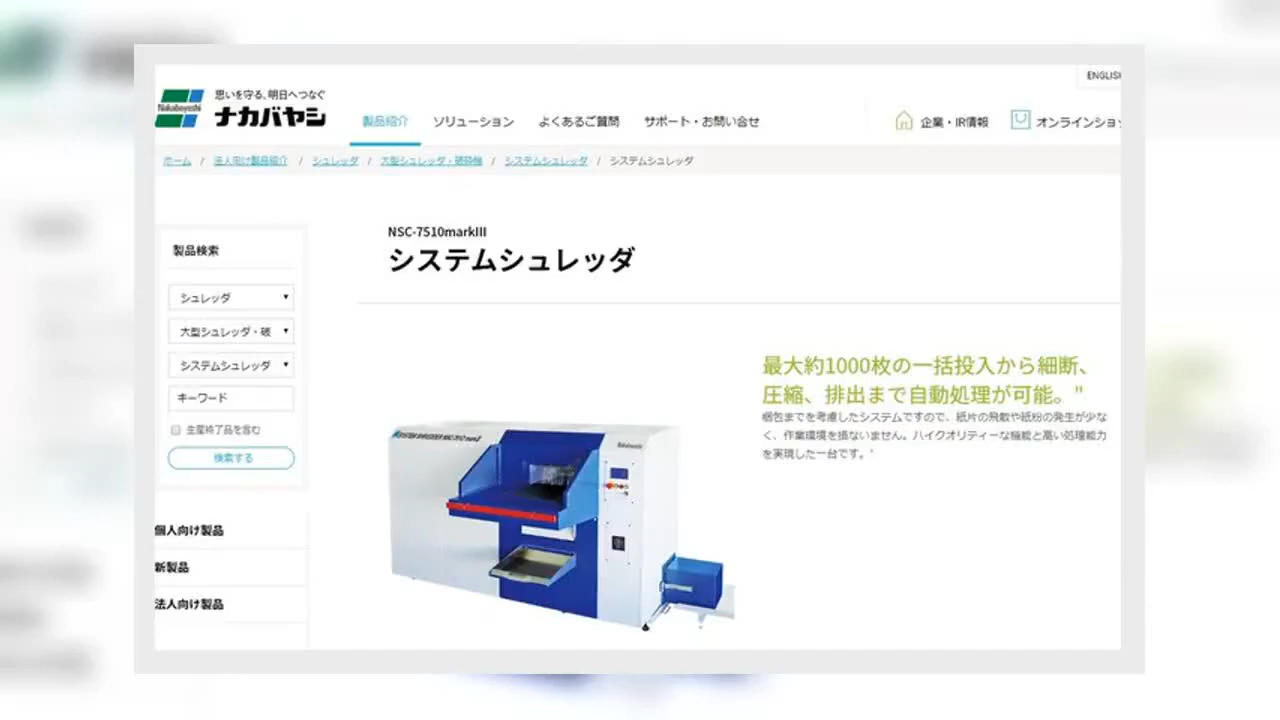 ENGLISH
Nakabayashi
思いを守る、明日へつなぐ
ナカバヤシ
製品紹介 ソリューション よくあるご質問 サポート・お問い合せ 企業・IR情報 オンラインショッ
ホーム / 法人向け製品紹介 / シュレッダ / 大型シュレッダ・破砕機 / システムシュレッダ / システムシュレッダ
製品検索
シュレッダ
大型シュレッダ・破
システムシュレッダ
キーワード
生産終了品を含む
検索する
個人向け製品
新製品
法人向け製品
NSC-7510markIII
システムシュレッダ
最大約1000枚の一括投入から細断、
圧縮、排出まで自動処理が可能。"
梱包までを考慮したシステムですので、紙片の飛散や紙粉の発生が少な
く、作業環境を損ないません。ハイクオリティーな機能と高い処理能力
を実現した一台です。'
Nakabayashi